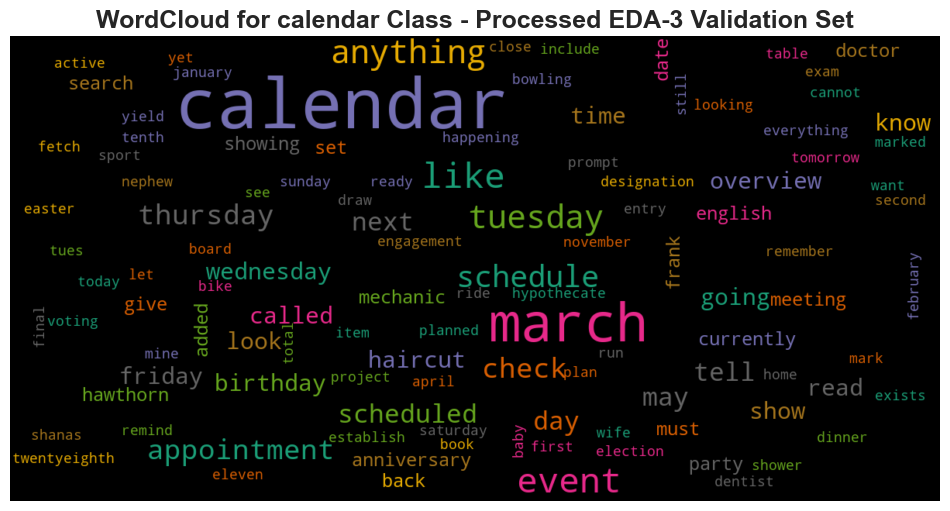 WordCloud for calendar Class - Processed EDA-3 Validation Set
anything close include date table doctor
active yet january search calendar bowling still exam cannot
yield fetch tenth sport showing set happening time looking everything know marked
prompt tomorrow
nephew see sunday ready like designation overview want second
easter thursday draw next tuesday entry english
tues board engagement november frank remember
today let bike wednesday schedule february
give mechanic ride hypothecate going meeting
final voting added called total item planned march
mine look haircut run currently mark
friday birthday project april check plan tell home read exists
hawthorn may
scheduled day show
shanas remind establish saturday baby wife must dinner
twentyeighth appointment book first election
eleven anniversary back event party shower dentist